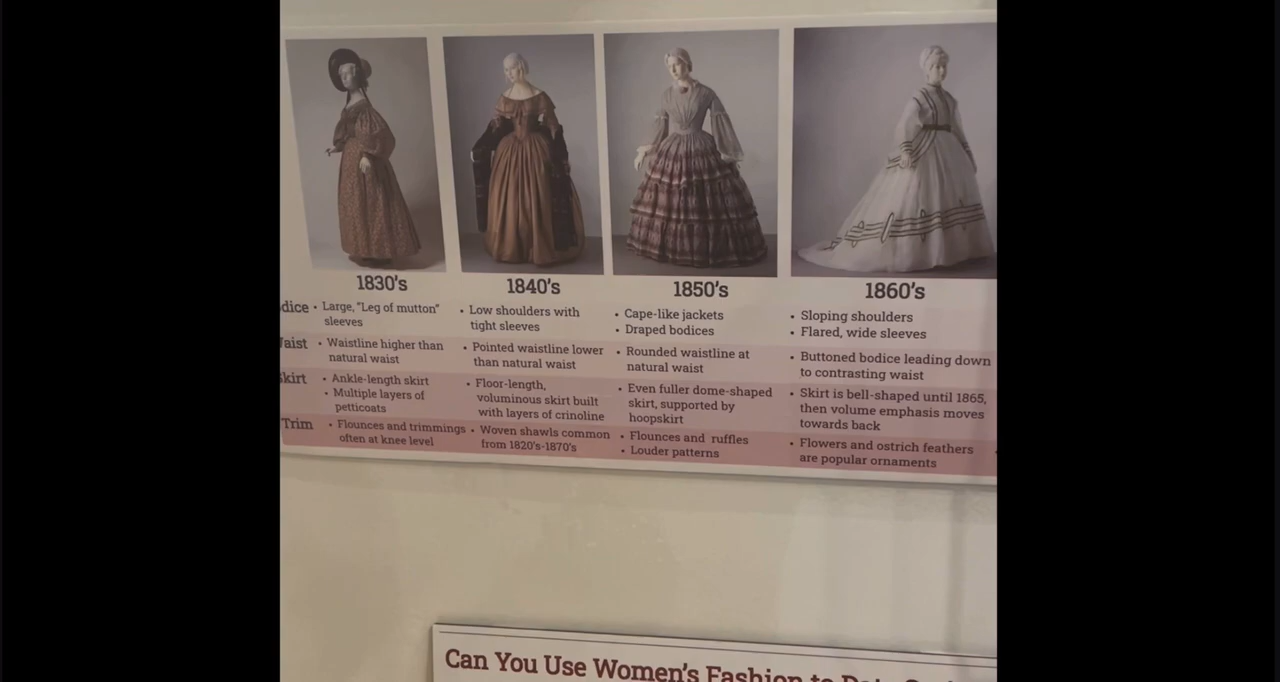 1830's
1840's
1850's
1860's
dice
• Large, "Leg of mutton"
sleeves
• Low shoulders with
tight sleeves
• Cape-like jackets
• Draped bodices
• Sloping shoulders
• Flared, wide sleeves
aist
• Waistline higher than
natural waist
• Pointed waistline lower
than natural waist
• Rounded waistline at
natural waist
• Buttoned bodice leading down
to contrasting waist
kirt
• Ankle-length skirt
• Multiple layers of
petticoats
• Floor-length,
voluminous skirt built
with layers of crinoline
• Even fuller dome-shaped
skirt, supported by
hoopskirt
• Skirt is bell-shaped until 1865,
then volume emphasis moves
towards back
Trim
• Flounces and trimmings
often at knee level
• Woven shawls common
from 1820's-1870's
• Flounces and ruffles
• Louder patterns
• Flowers and ostrich feathers
are popular ornaments
Can You Use Women's Fashion to